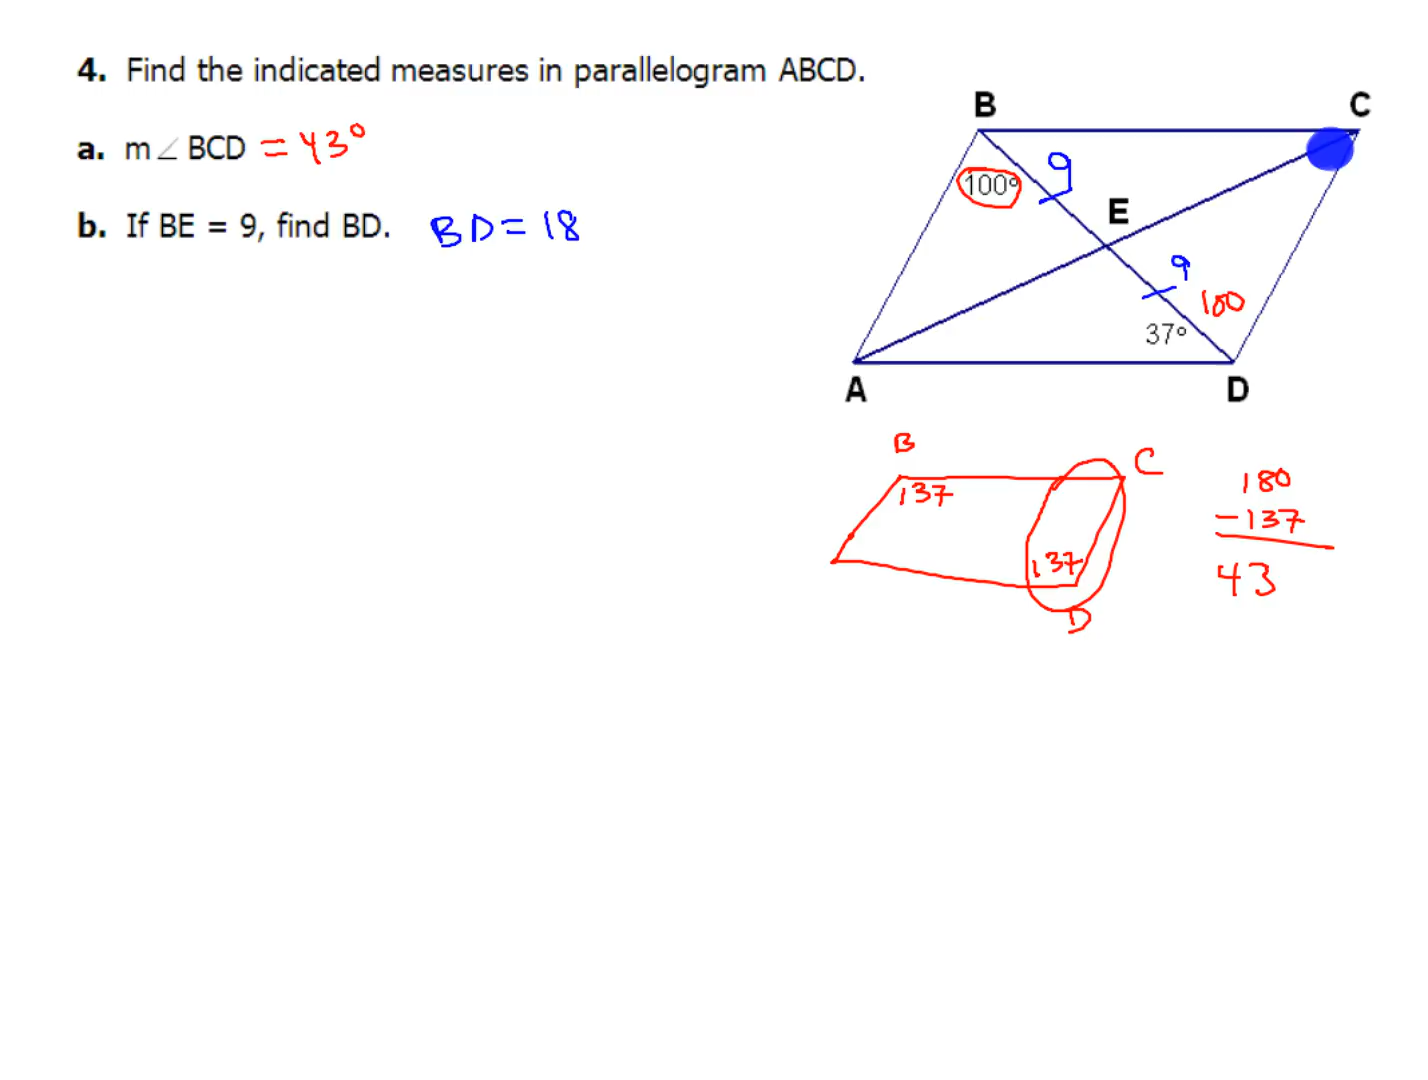 4. Find the indicated measures in parallelogram ABCD.
a. m∠BCD = 43°
b. If BE = 9, find BD. BD = 18
B C
100° 9
E
9
100
37°
A D
B
C
137
137
D
180
-137
43